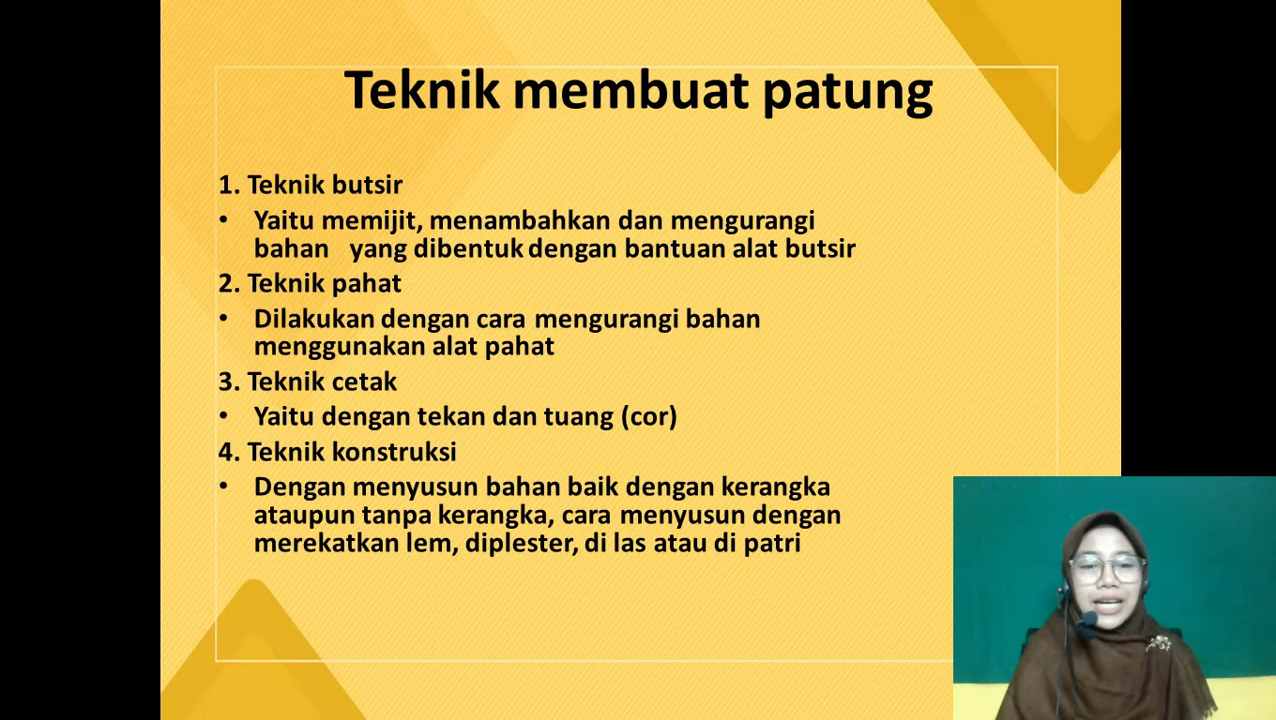 Teknik membuat patung
1. Teknik butsir
• Yaitu memijit, menambahkan dan mengurangi
bahan yang dibentuk dengan bantuan alat butsir
2. Teknik pahat
• Dilakukan dengan cara mengurangi bahan
menggunakan alat pahat
3. Teknik cetak
• Yaitu dengan tekan dan tuang (cor)
4. Teknik konstruksi
• Dengan menyusun bahan baik dengan kerangka
ataupun tanpa kerangka, cara menyusun dengan
merekatkan lem, diplester, di las atau di patri